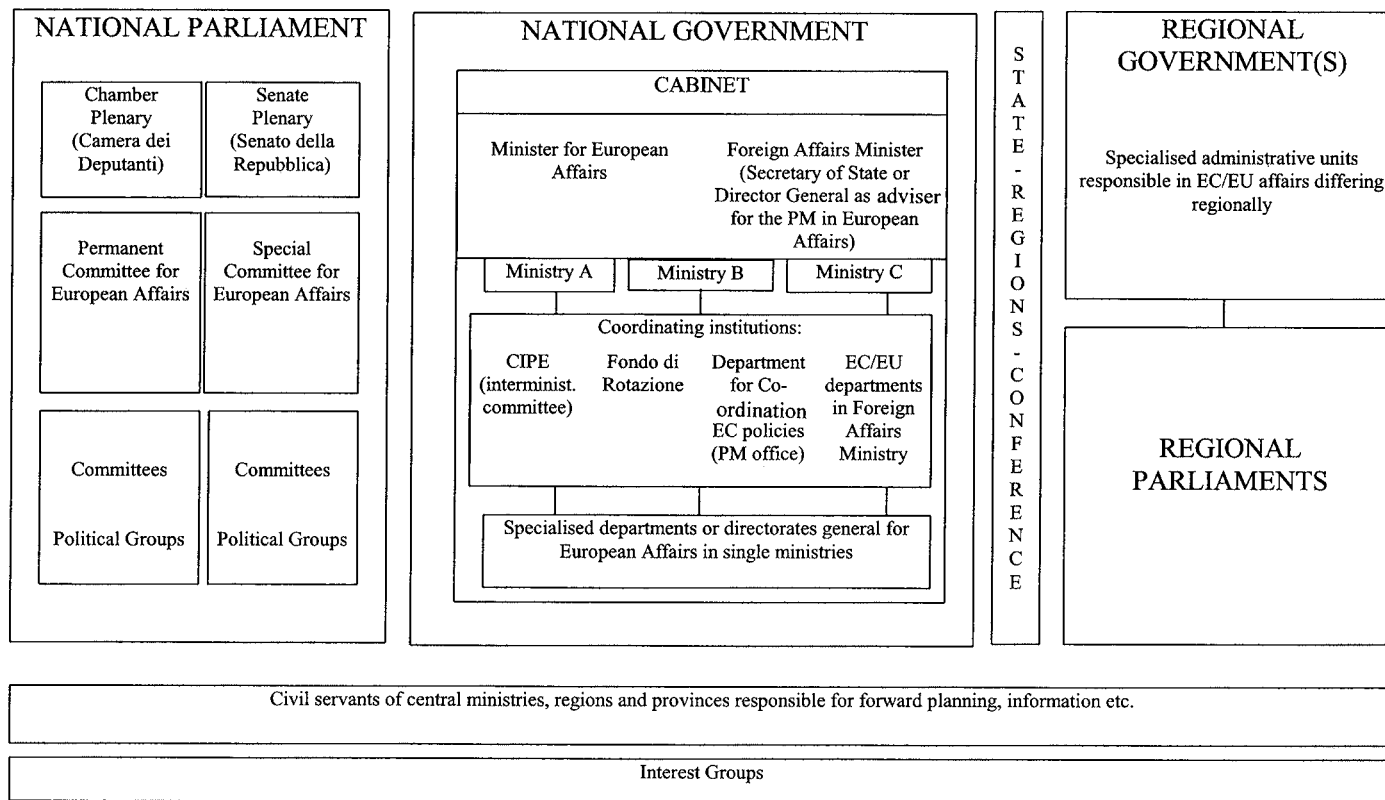 NATIONAL PARLIAMENT
Chamber
Plenary
(Camera dei
Deputanti)
Senate
Plenary
(Senato della
Repubblica)
Permanent
Committee for
European Affairs
Special
Committee for
European Affairs
Committees
Political Groups
Committees
Political Groups
NATIONAL GOVERNMENT
CABINET
Minister for European
Affairs
Foreign Affairs Minister
(Secretary of State or
Director General as adviser
for the PM in European
Affairs)
Ministry A
Ministry B
Ministry C
Coordinating institutions:
CIPE
(interminist.
committee)
Fondo di
Rotazione
Department
for Co-
ordination
EC policies
(PM office)
EC/EU
departments
in Foreign
Affairs
Ministry
Specialised departments or directorates general for
European Affairs in single ministries
STATE-REGIONS-CONFERENCE
REGIONAL
GOVERNMENT(S)
Specialised administrative units
responsible in EC/EU affairs differing
regionally
REGIONAL
PARLIAMENTS
Civil servants of central ministries, regions and provinces responsible for forward planning, information etc.
Interest Groups